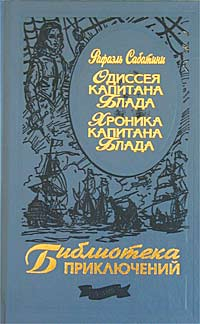 Рафаэль Сабатини
Одиссея
капитана
Блада
Хроника
капитана
Блада
Библиотека
приключений